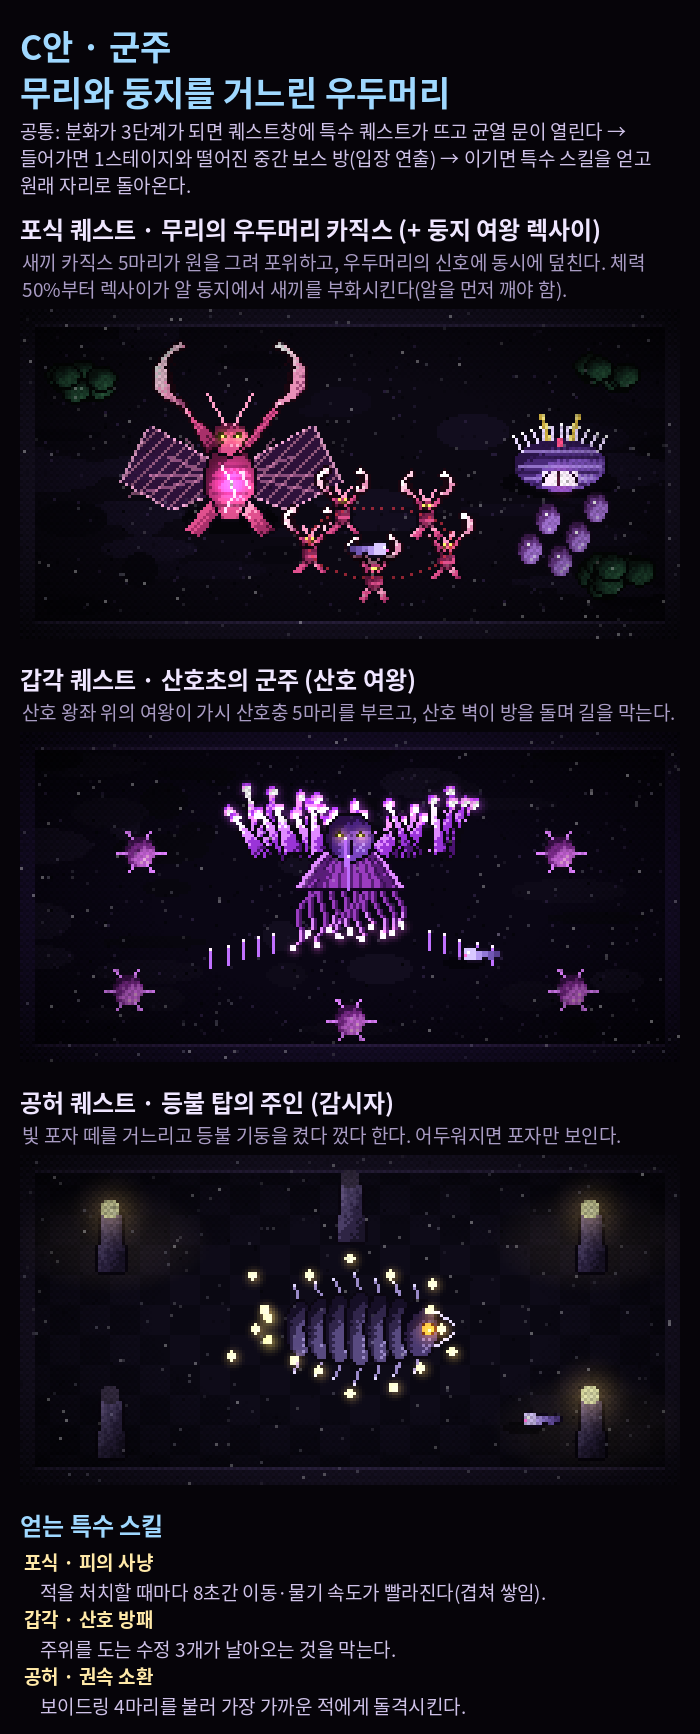 C안 · 군주
무리와 둥지를 거느린 우두머리
공통: 분화가 3단계가 되면 퀘스트창에 특수 퀘스트가 뜨고 균열 문이 열린다 →
들어가면 1스테이지와 떨어진 중간 보스 방(입장 연출) → 이기면 특수 스킬을 얻고
원래 자리로 돌아온다.
포식 퀘스트 · 무리의 우두머리 카직스 (+ 둥지 여왕 렉사이)
새끼 카직스 5마리가 원을 그려 포위하고, 우두머리의 신호에 동시에 덮친다. 체력
50%부터 렉사이가 알 둥지에서 새끼를 부화시킨다(알을 먼저 깨야 함).
갑각 퀘스트 · 산호초의 군주 (산호 여왕)
산호 왕좌 위의 여왕이 가시 산호충 5마리를 부르고, 산호 벽이 방을 돌며 길을 막는다.
공허 퀘스트 · 등불 탑의 주인 (감시자)
빛 포자 떼를 거느리고 등불 기둥을 켰다 껐다 한다. 어두워지면 포자만 보인다.
얻는 특수 스킬
포식 · 피의 사냥
적을 처치할 때마다 8초간 이동·물기 속도가 빨라진다(겹쳐 쌓임).
갑각 · 산호 방패
주위를 도는 수정 3개가 날아오는 것을 막는다.
공허 · 권속 소환
보이드링 4마리를 불러 가장 가까운 적에게 돌격시킨다.